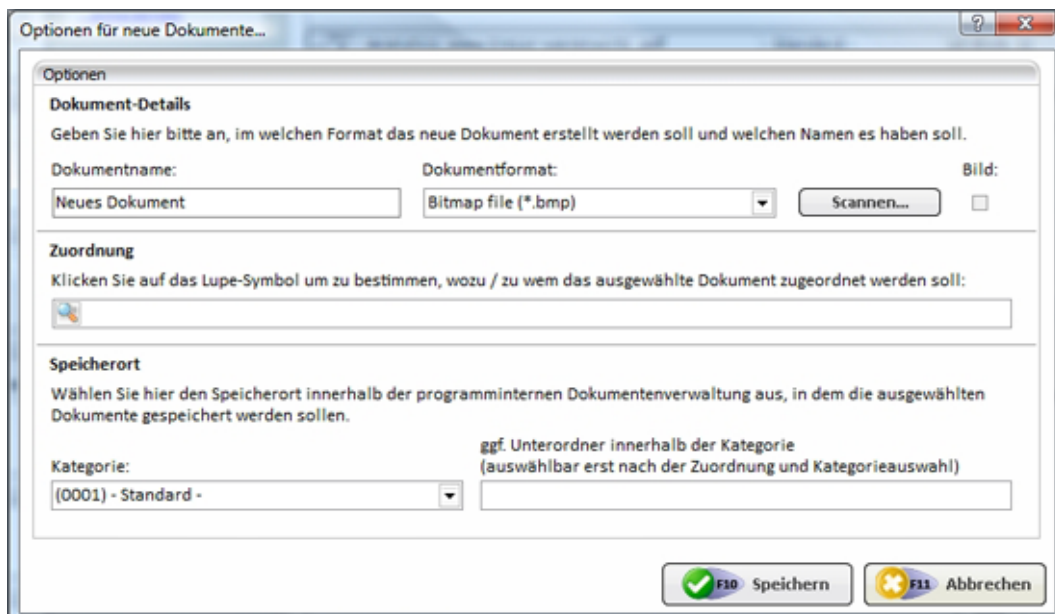 Optionen für neue Dokumente...
Optionen
Dokument-Details
Geben Sie hier bitte an, im welchen Format das neue Dokument erstellt werden soll und welchen Namen es haben soll.
Dokumentname: Dokumentformat: Bild:
Neues Dokument Bitmap file (*.bmp) Scannen...
Zuordnung
Klicken Sie auf das Lupe-Symbol um zu bestimmen, wozu / zu wem das ausgewählte Dokument zugeordnet werden soll:
Speicherort
Wählen Sie hier den Speicherort innerhalb der programminternen Dokumentenverwaltung aus, in dem die ausgewählten
Dokumente gespeichert werden sollen.
ggf. Unterordner innerhalb der Kategorie
Kategorie: (auswählbar erst nach der Zuordnung und Kategorieauswahl)
(0001) - Standard -
F10 Speichern F11 Abbrechen